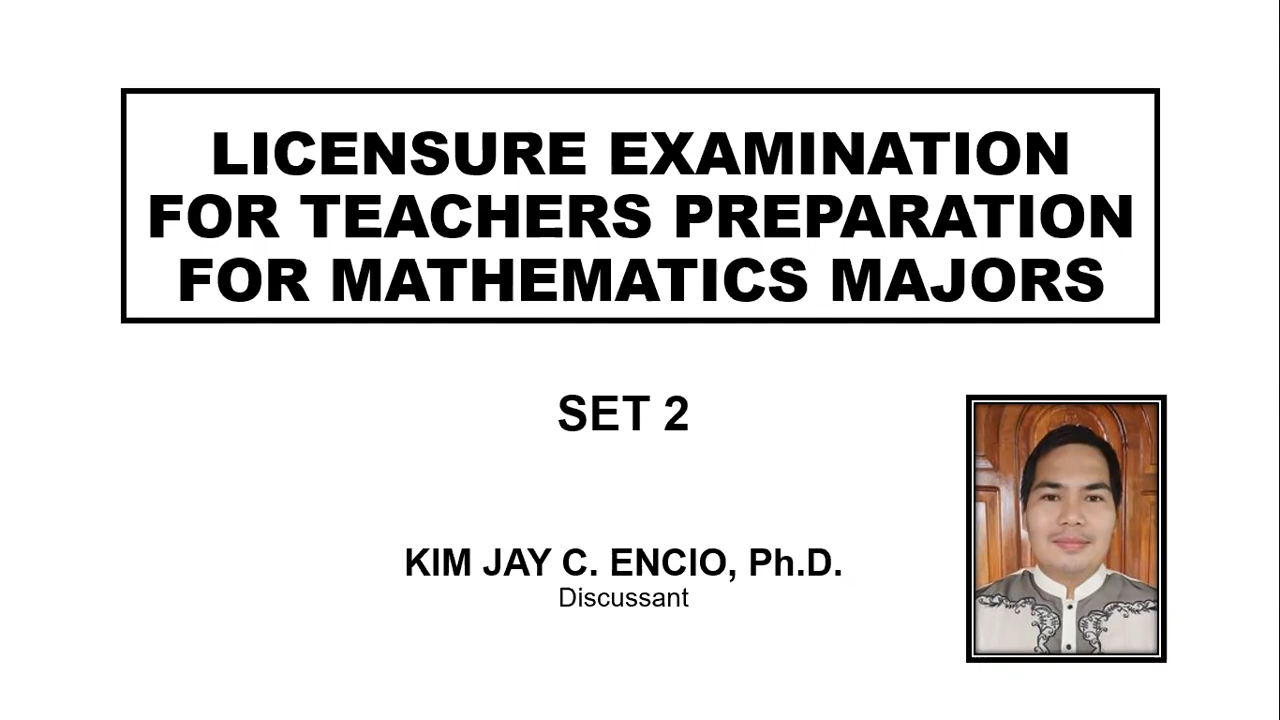 LICENSURE EXAMINATION
FOR TEACHERS PREPARATION
FOR MATHEMATICS MAJORS
SET 2
KIM JAY C. ENCIO, Ph.D.
Discussant